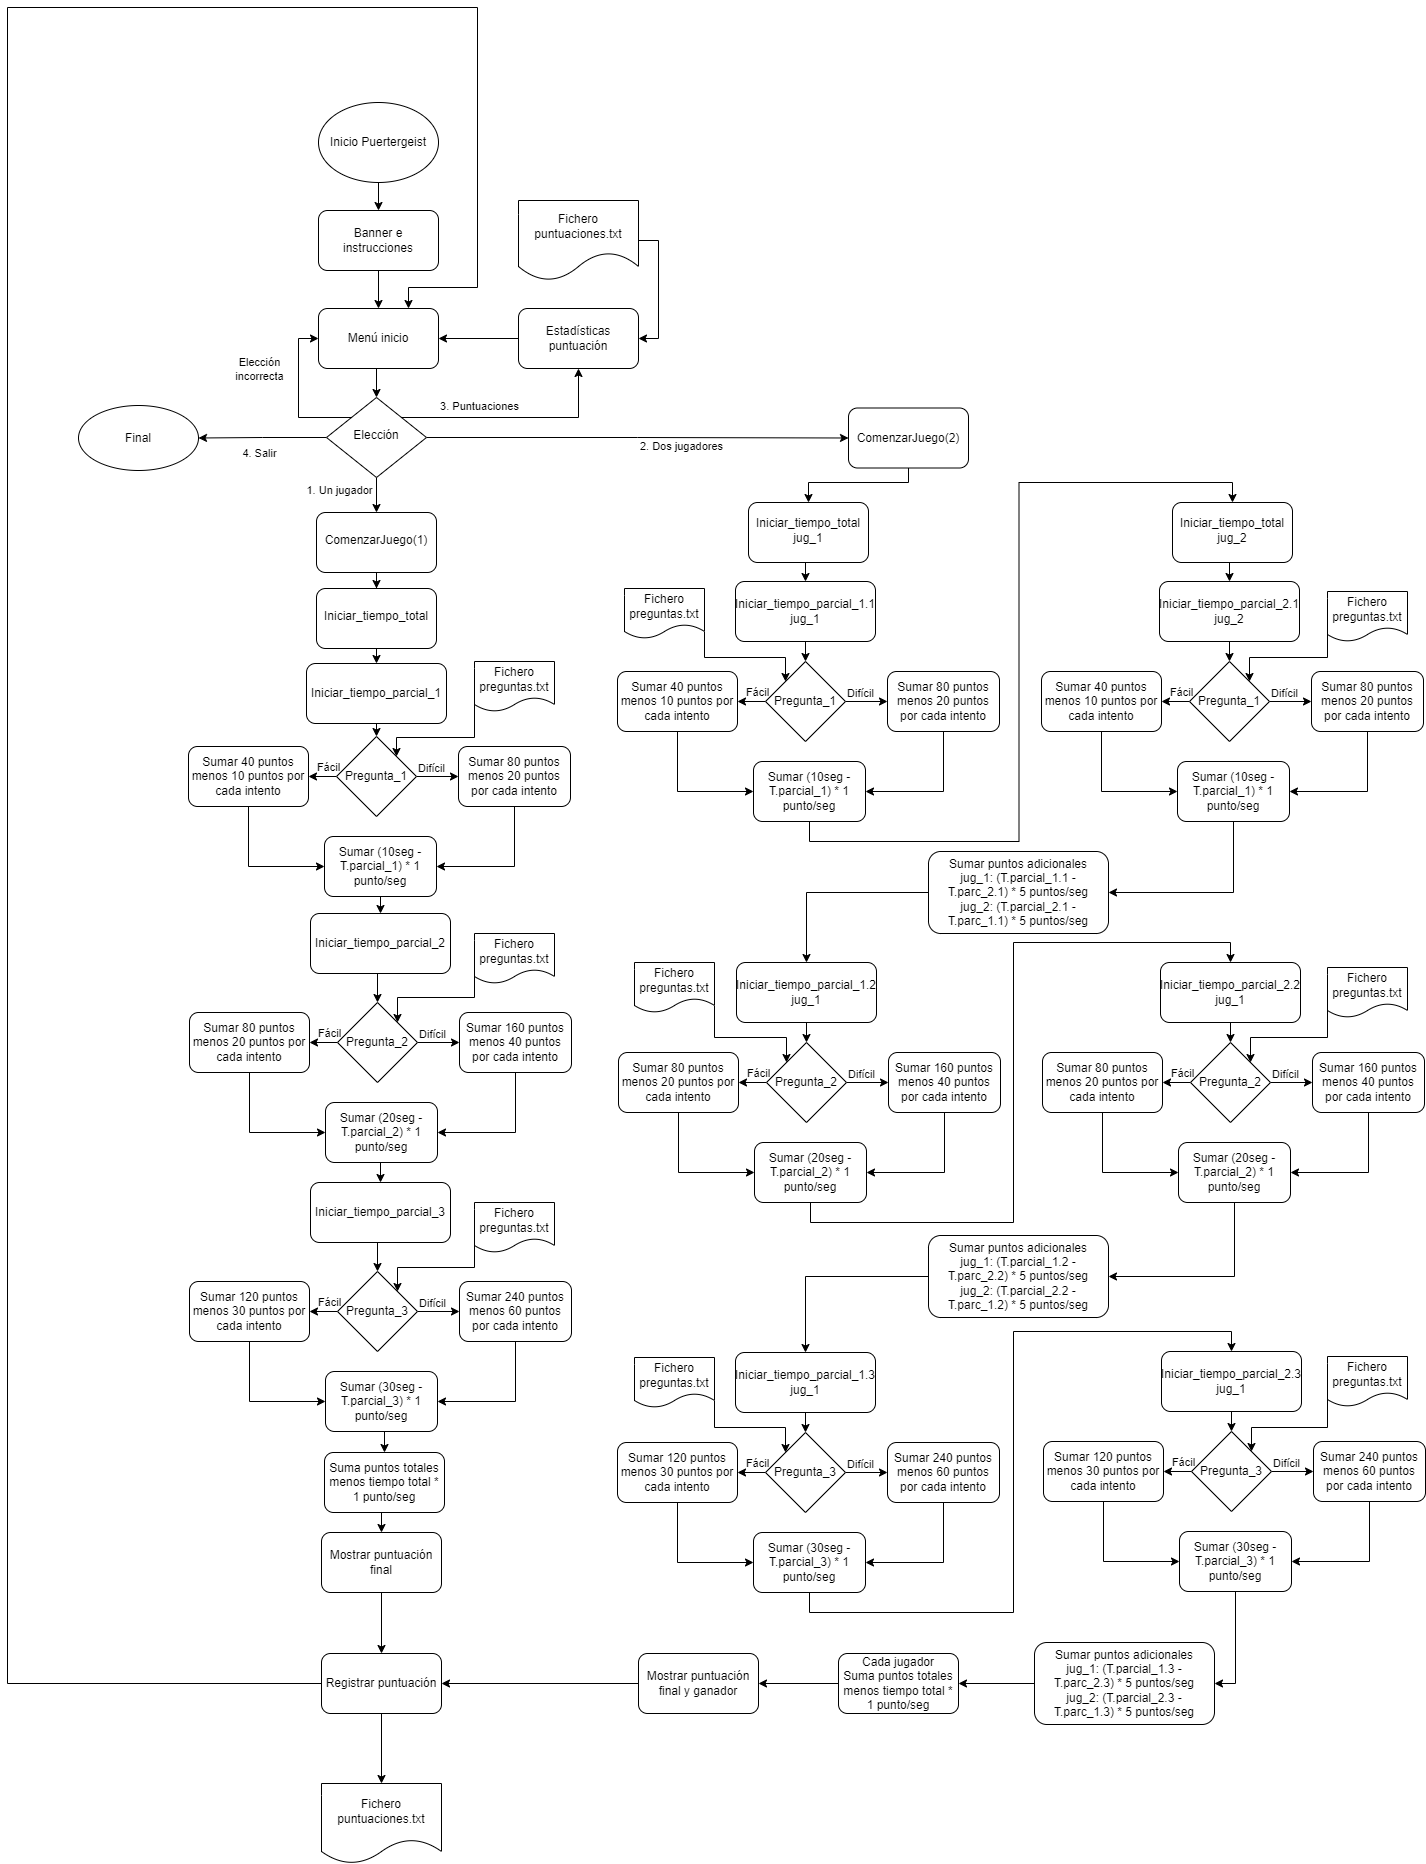 Inicio Puertergeist
Banner e
instrucciones
Fichero
puntuaciones.txt
Menú inicio
Estadísticas
puntuación
Elección
incorrecta
3. Puntuaciones
Elección
Final
4. Salir
2. Dos jugadores
ComenzarJuego(2)
1. Un jugador
ComenzarJuego(1)
Iniciar_tiempo_total
Iniciar_tiempo_parcial_1
Fichero
preguntas.txt
Sumar 40 puntos
menos 10 puntos por
cada intento
Fácil
Pregunta_1
Difícil
Sumar 80 puntos
menos 20 puntos
por cada intento
Sumar (10seg -
T.parcial_1) * 1
punto/seg
Iniciar_tiempo_parcial_2
Fichero
preguntas.txt
Sumar 80 puntos
menos 20 puntos por
cada intento
Fácil
Pregunta_2
Difícil
Sumar 160 puntos
menos 40 puntos
por cada intento
Sumar (20seg -
T.parcial_2) * 1
punto/seg
Iniciar_tiempo_parcial_3
Fichero
preguntas.txt
Sumar 120 puntos
menos 30 puntos por
cada intento
Fácil
Pregunta_3
Difícil
Sumar 240 puntos
menos 60 puntos
por cada intento
Sumar (30seg -
T.parcial_3) * 1
punto/seg
Suma puntos totales
menos tiempo total *
1 punto/seg
Mostrar puntuación
final
Registrar puntuación
Fichero
puntuaciones.txt
Iniciar_tiempo_total
jug_1
Iniciar_tiempo_parcial_1.1
jug_1
Fichero
preguntas.txt
Sumar 40 puntos
menos 10 puntos por
cada intento
Fácil
Pregunta_1
Difícil
Sumar 80 puntos
menos 20 puntos
por cada intento
Sumar (10seg -
T.parcial_1) * 1
punto/seg
Iniciar_tiempo_total
jug_2
Iniciar_tiempo_parcial_2.1
jug_2
Fichero
preguntas.txt
Sumar 40 puntos
menos 10 puntos por
cada intento
Fácil
Pregunta_1
Difícil
Sumar 80 puntos
menos 20 puntos
por cada intento
Sumar (10seg -
T.parcial_1) * 1
punto/seg
Sumar puntos adicionales
jug_1: (T.parcial_1.1 -
T.parc_2.1) * 5 puntos/seg
jug_2: (T.parcial_2.1 -
T.parc_1.1) * 5 puntos/seg
Iniciar_tiempo_parcial_1.2
jug_1
Fichero
preguntas.txt
Sumar 80 puntos
menos 20 puntos por
cada intento
Fácil
Pregunta_2
Difícil
Sumar 160 puntos
menos 40 puntos
por cada intento
Sumar (20seg -
T.parcial_2) * 1
punto/seg
Iniciar_tiempo_parcial_2.2
jug_1
Fichero
preguntas.txt
Sumar 80 puntos
menos 20 puntos por
cada intento
Fácil
Pregunta_2
Difícil
Sumar 160 puntos
menos 40 puntos
por cada intento
Sumar (20seg -
T.parcial_2) * 1
punto/seg
Sumar puntos adicionales
jug_1: (T.parcial_1.2 -
T.parc_2.2) * 5 puntos/seg
jug_2: (T.parcial_2.2 -
T.parc_1.2) * 5 puntos/seg
Iniciar_tiempo_parcial_1.3
jug_1
Fichero
preguntas.txt
Sumar 120 puntos
menos 30 puntos por
cada intento
Fácil
Pregunta_3
Difícil
Sumar 240 puntos
menos 60 puntos
por cada intento
Sumar (30seg -
T.parcial_3) * 1
punto/seg
Iniciar_tiempo_parcial_2.3
jug_1
Fichero
preguntas.txt
Sumar 120 puntos
menos 30 puntos por
cada intento
Fácil
Pregunta_3
Difícil
Sumar 240 puntos
menos 60 puntos
por cada intento
Sumar (30seg -
T.parcial_3) * 1
punto/seg
Sumar puntos adicionales
jug_1: (T.parcial_1.3 -
T.parc_2.3) * 5 puntos/seg
jug_2: (T.parcial_2.3 -
T.parc_1.3) * 5 puntos/seg
Cada jugador
Suma puntos totales
menos tiempo total *
1 punto/seg
Mostrar puntuación
final y ganador